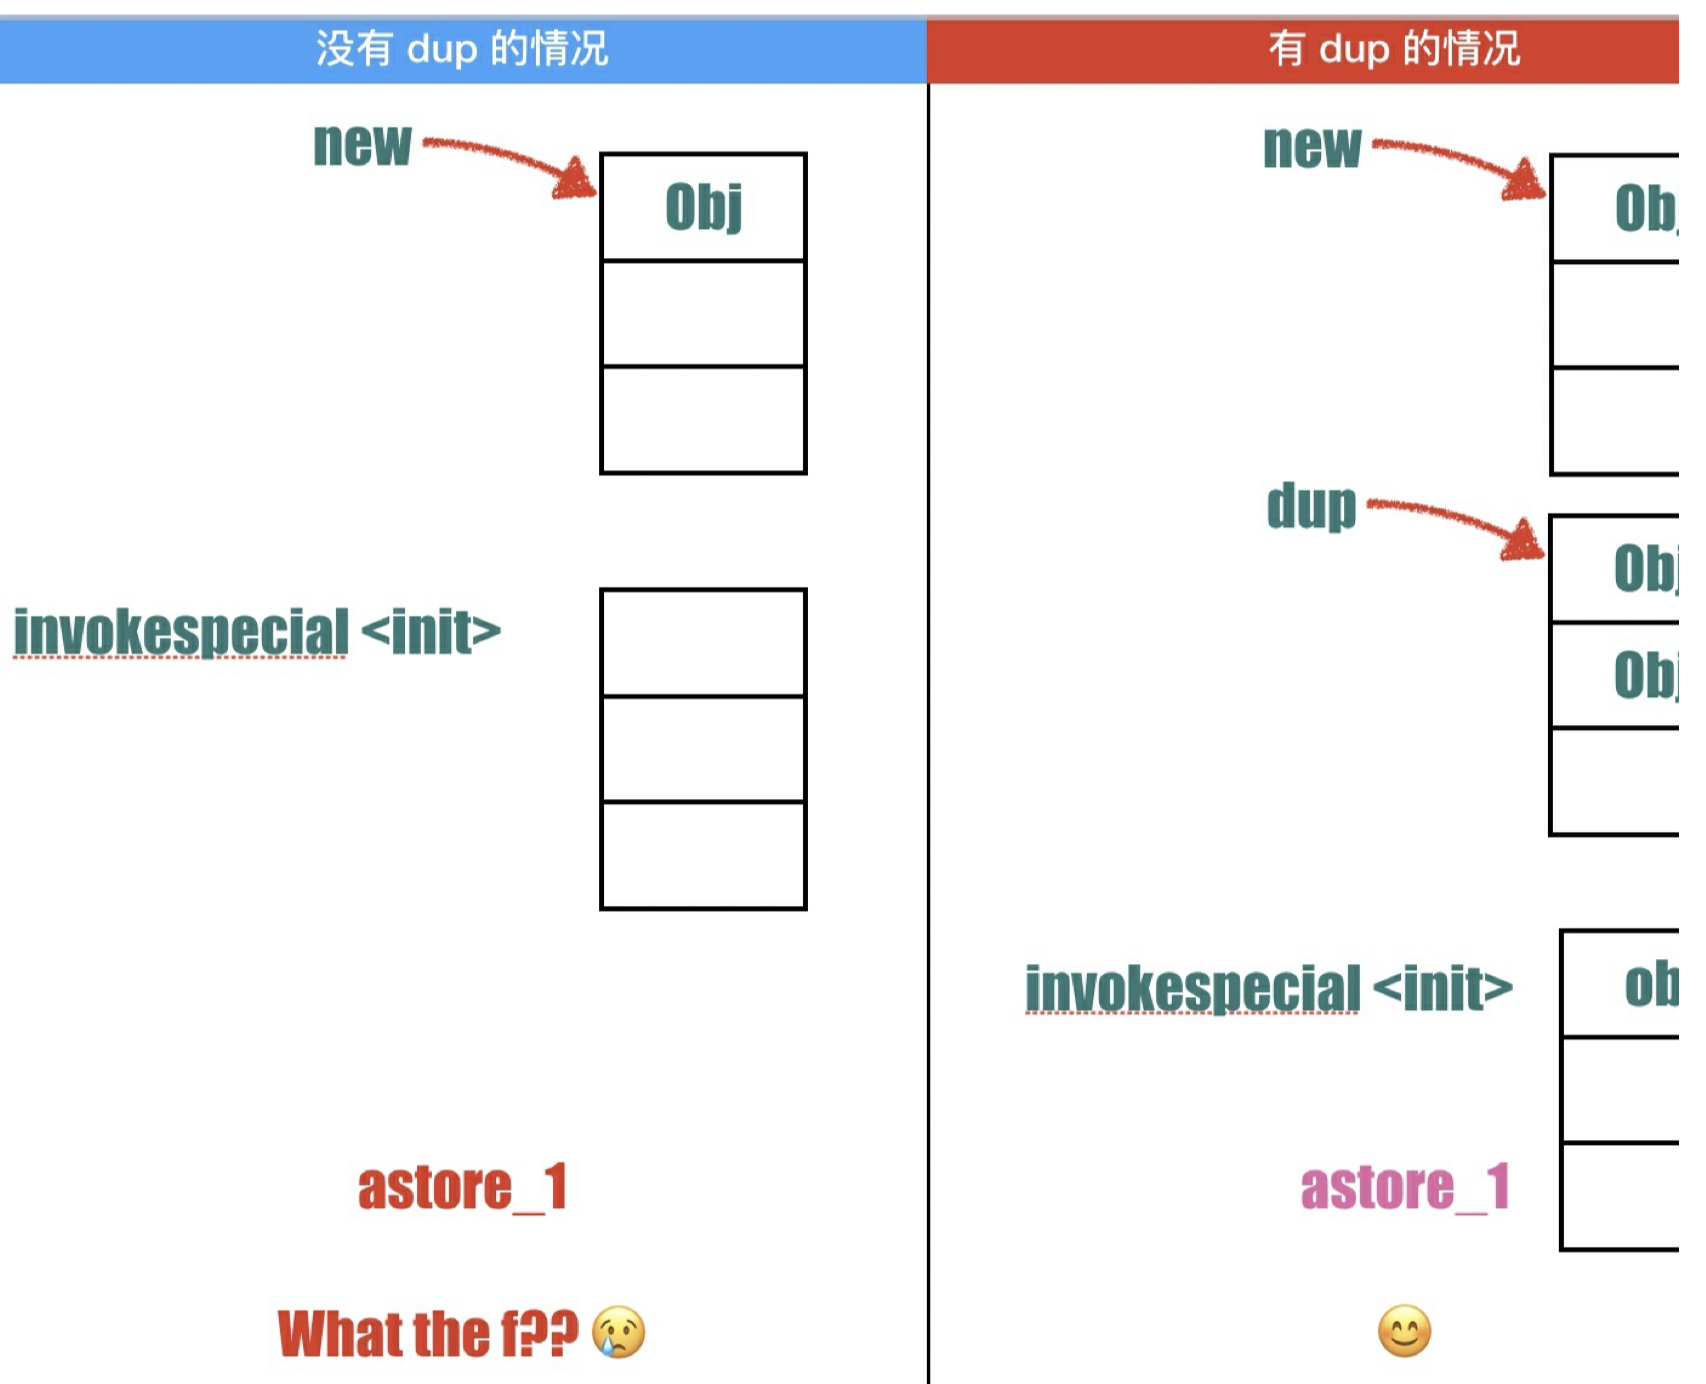 没有 dup 的情况
new
Obj
invokespecial <init>
astore_1
What the f??
有 dup 的情况
new
Obj
dup
Obj
Obj
invokespecial <init>
ob
astore_1